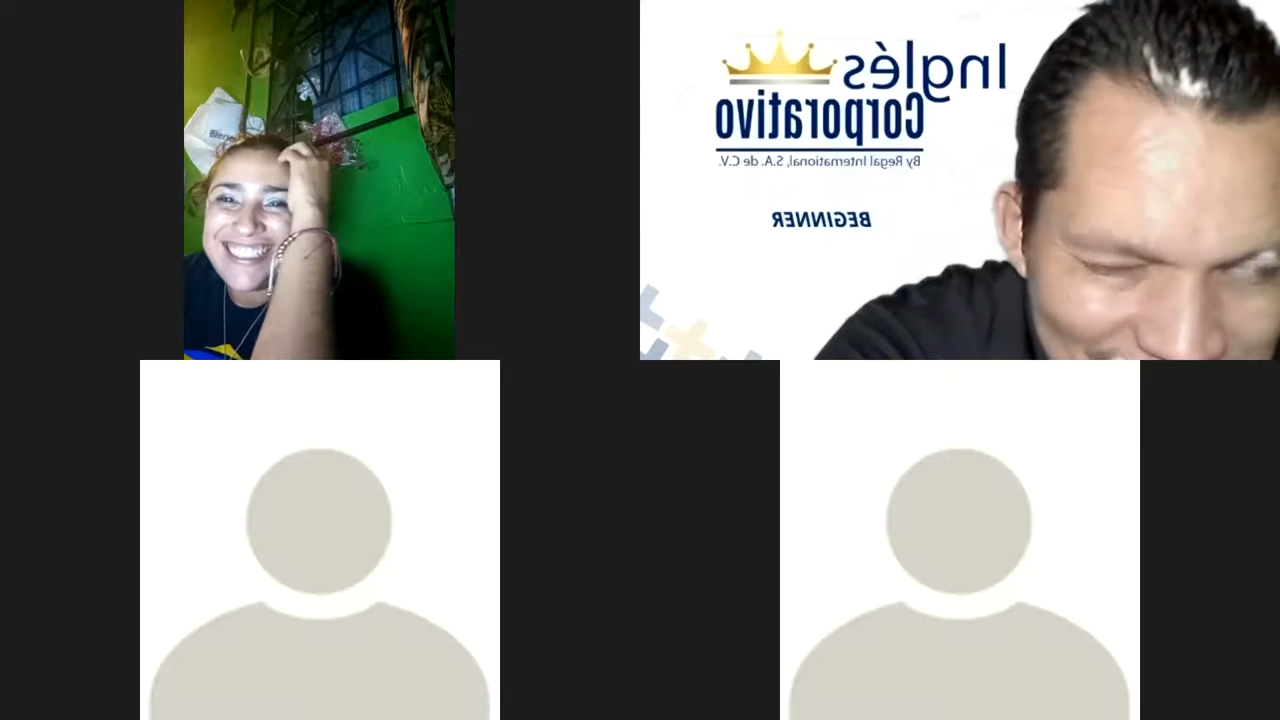 Inglés
Corporativo
By Regal International, S.A. de C.V.
BEGINNER